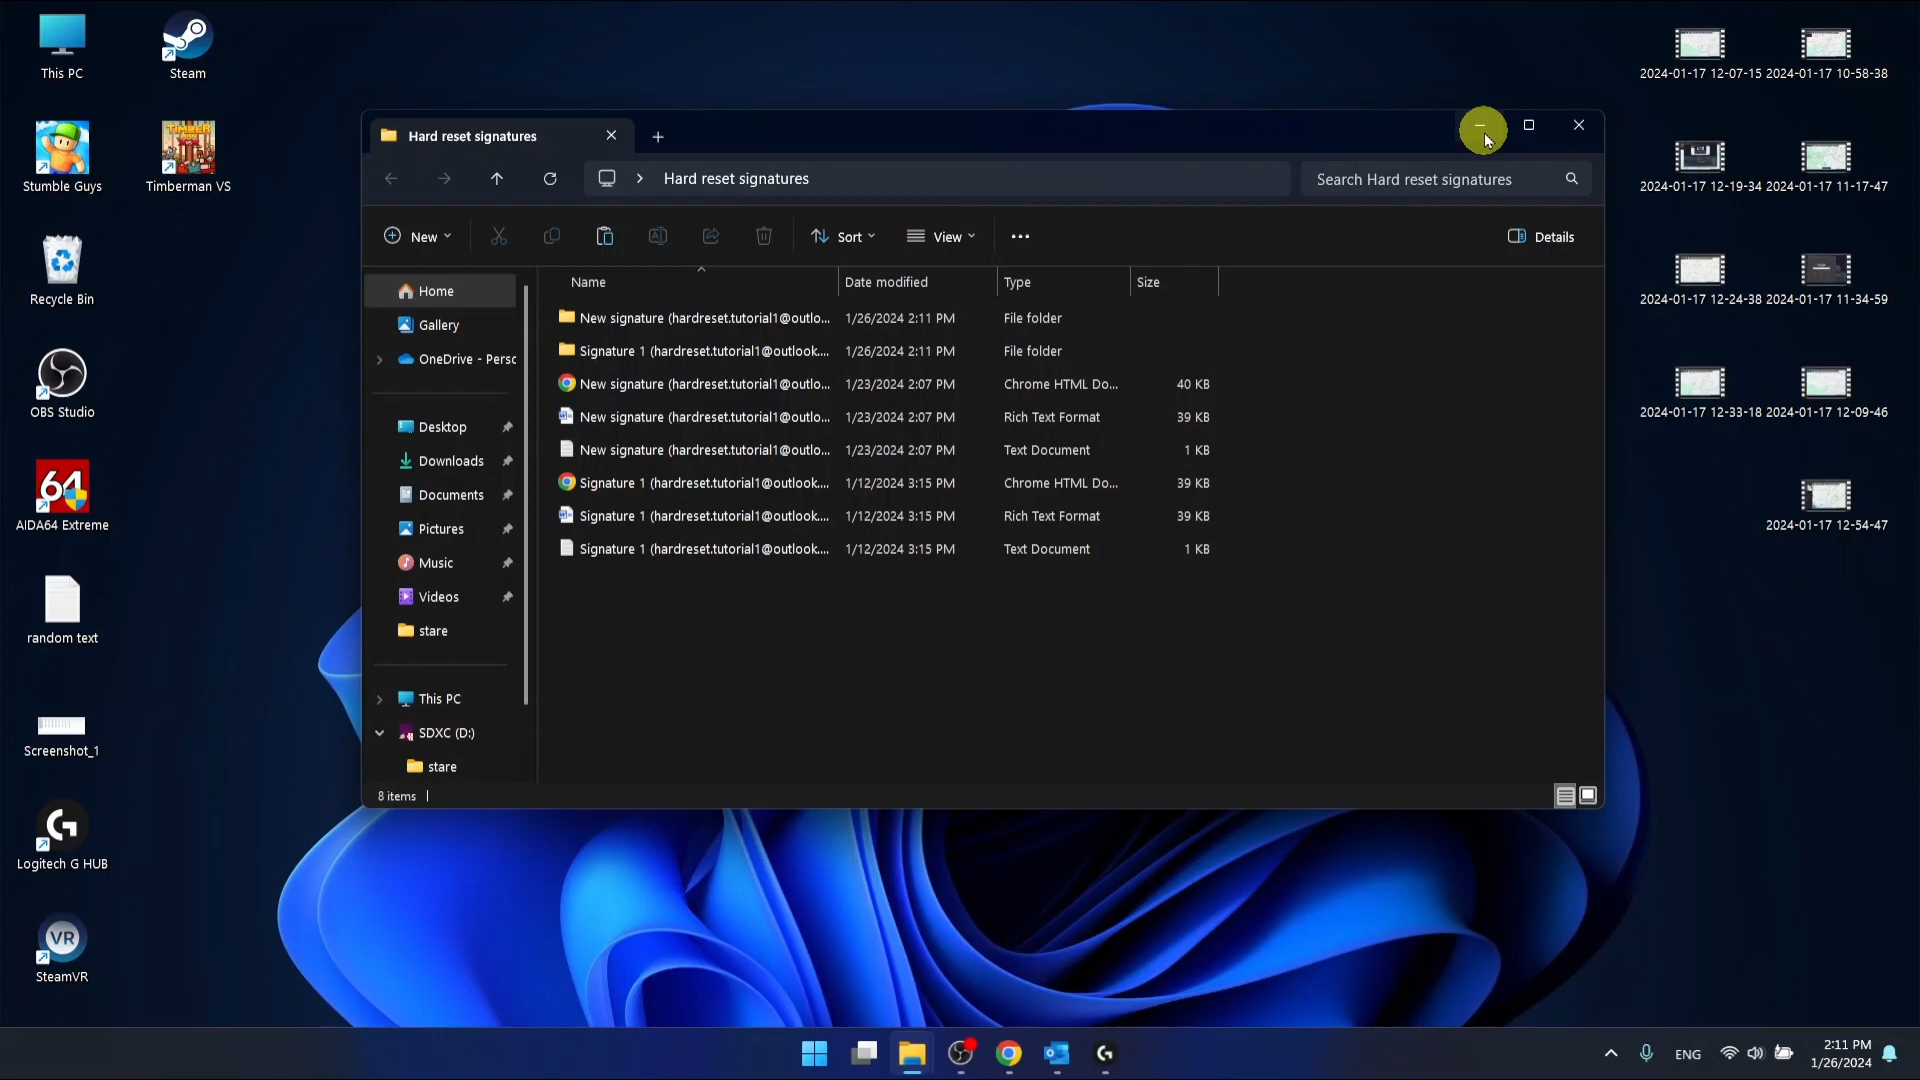 This PC
Steam
Stumble Guys
Timberman VS
Recycle Bin
OBS Studio
64
AIDA64 Extreme
random text
Screenshot_1
Logitech G HUB
VR
SteamVR
2024-01-17 12-07-15
2024-01-17 10-58-38
2024-01-17 12-19-34
2024-01-17 11-17-47
2024-01-17 12-24-38
2024-01-17 11-34-59
2024-01-17 12-33-18
2024-01-17 12-09-46
2024-01-17 12-54-47
Hard reset signatures
Hard reset signatures
Search Hard reset signatures
New
Sort
View
Details
Home
Gallery
OneDrive - Persc
Desktop
Downloads
Documents
Pictures
Music
Videos
stare
This PC
SDXC (D:)
stare
Name Date modified Type Size
New signature (hardreset.tutorial1@outlo... 1/26/2024 2:11 PM File folder
Signature 1 (hardreset.tutorial1@outlook.... 1/26/2024 2:11 PM File folder
New signature (hardreset.tutorial1@outlo... 1/23/2024 2:07 PM Chrome HTML Do... 40 KB
New signature (hardreset.tutorial1@outlo... 1/23/2024 2:07 PM Rich Text Format 39 KB
New signature (hardreset.tutorial1@outlo... 1/23/2024 2:07 PM Text Document 1 KB
Signature 1 (hardreset.tutorial1@outlook.... 1/12/2024 3:15 PM Chrome HTML Do... 39 KB
Signature 1 (hardreset.tutorial1@outlook.... 1/12/2024 3:15 PM Rich Text Format 39 KB
Signature 1 (hardreset.tutorial1@outlook.... 1/12/2024 3:15 PM Text Document 1 KB
8 items
ENG
2:11 PM
1/26/2024